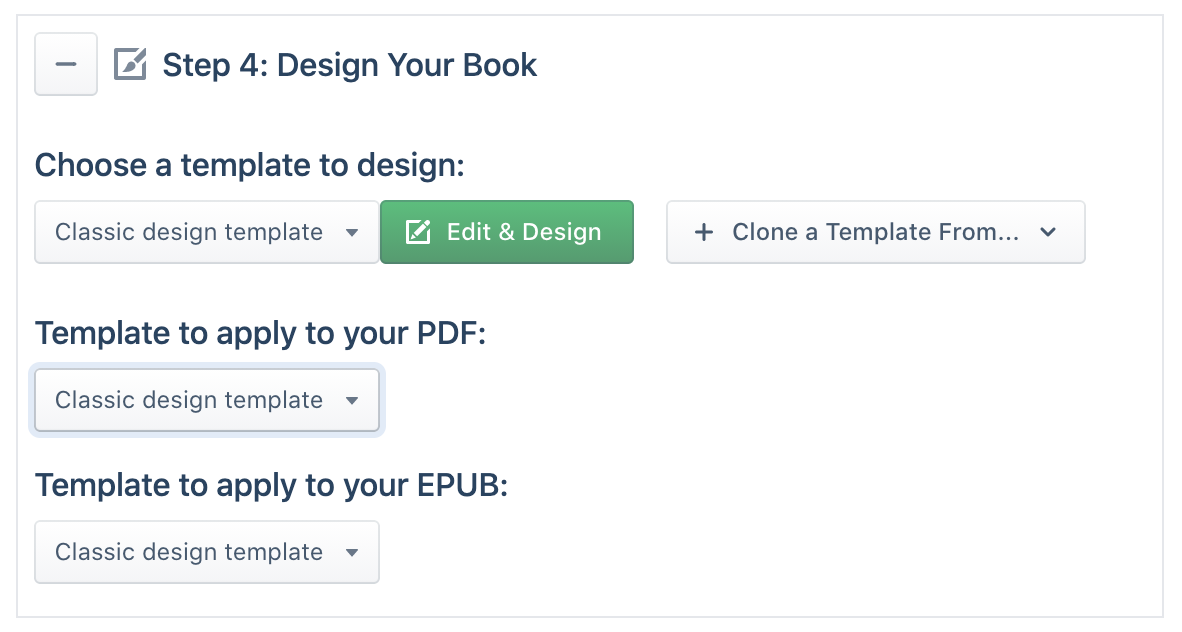 Step 4: Design Your Book
Choose a template to design:
Classic design template
Edit & Design
Clone a Template From...
Template to apply to your PDF:
Classic design template
Template to apply to your EPUB:
Classic design template